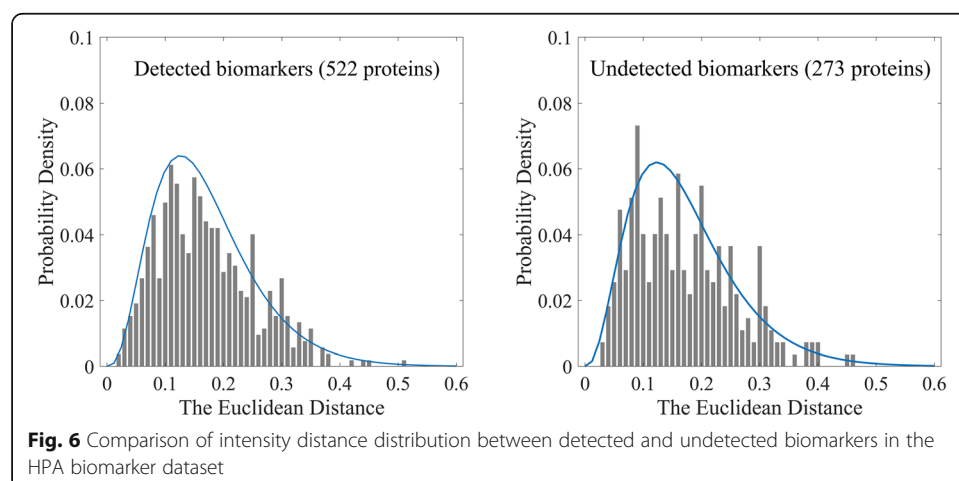 Detected biomarkers (522 proteins)
Probability Density
0.1
0.08
0.06
0.04
0.02
0
0 0.1 0.2 0.3 0.4 0.5 0.6
The Euclidean Distance
Undetected biomarkers (273 proteins)
Probability Density
0.1
0.08
0.06
0.04
0.02
0
0 0.1 0.2 0.3 0.4 0.5 0.6
The Euclidean Distance
Fig. 6 Comparison of intensity distance distribution between detected and undetected biomarkers in the
HPA biomarker dataset